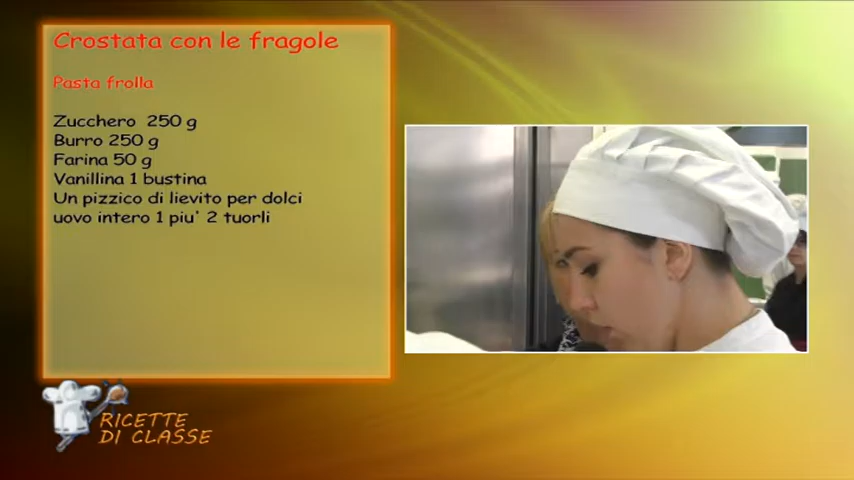 Crostata con le fragole
Pasta frolla
Zucchero 250 g
Burro 250 g
Farina 50 g
Vanillina 1 bustina
Un pizzico di lievito per dolci
uovo intero 1 piu' 2 tuorli
RICETTE
DI CLASSE